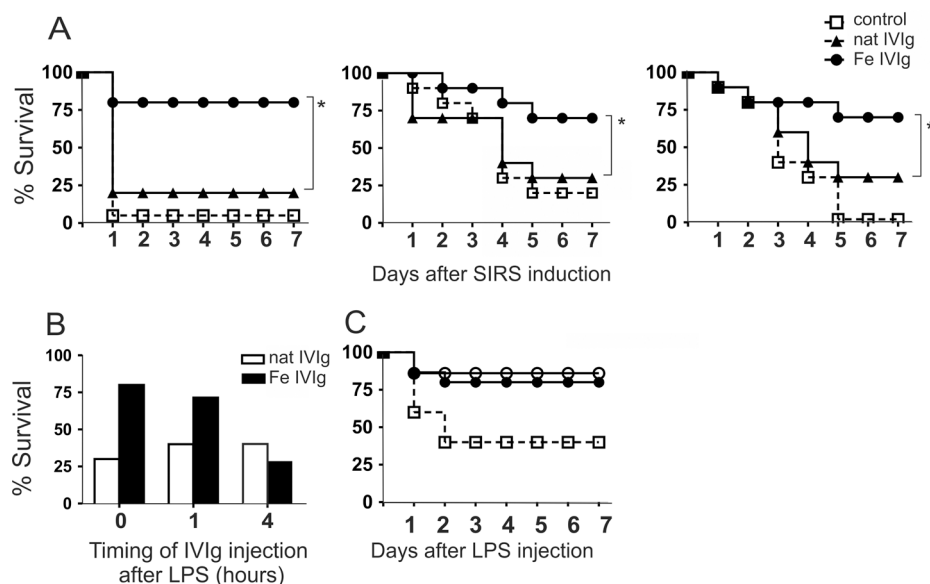 A
control
nat IVIg
Fe IVIg
% Survival
100
75
50
25
0
1 2 3 4 5 6 7
*
100
75
50
25
0
1 2 3 4 5 6 7
*
100
75
50
25
0
1 2 3 4 5 6 7
*
Days after SIRS induction
B
% Survival
100
75
50
25
0
nat IVIg
Fe IVIg
0 1 4
Timing of IVIg injection
after LPS (hours)
C
100
75
50
25
0
1 2 3 4 5 6 7
Days after LPS injection